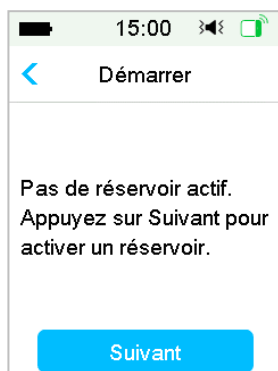 15:00
Démarrer
Pas de réservoir actif.
Appuyez sur Suivant pour
activer un réservoir.
Suivant